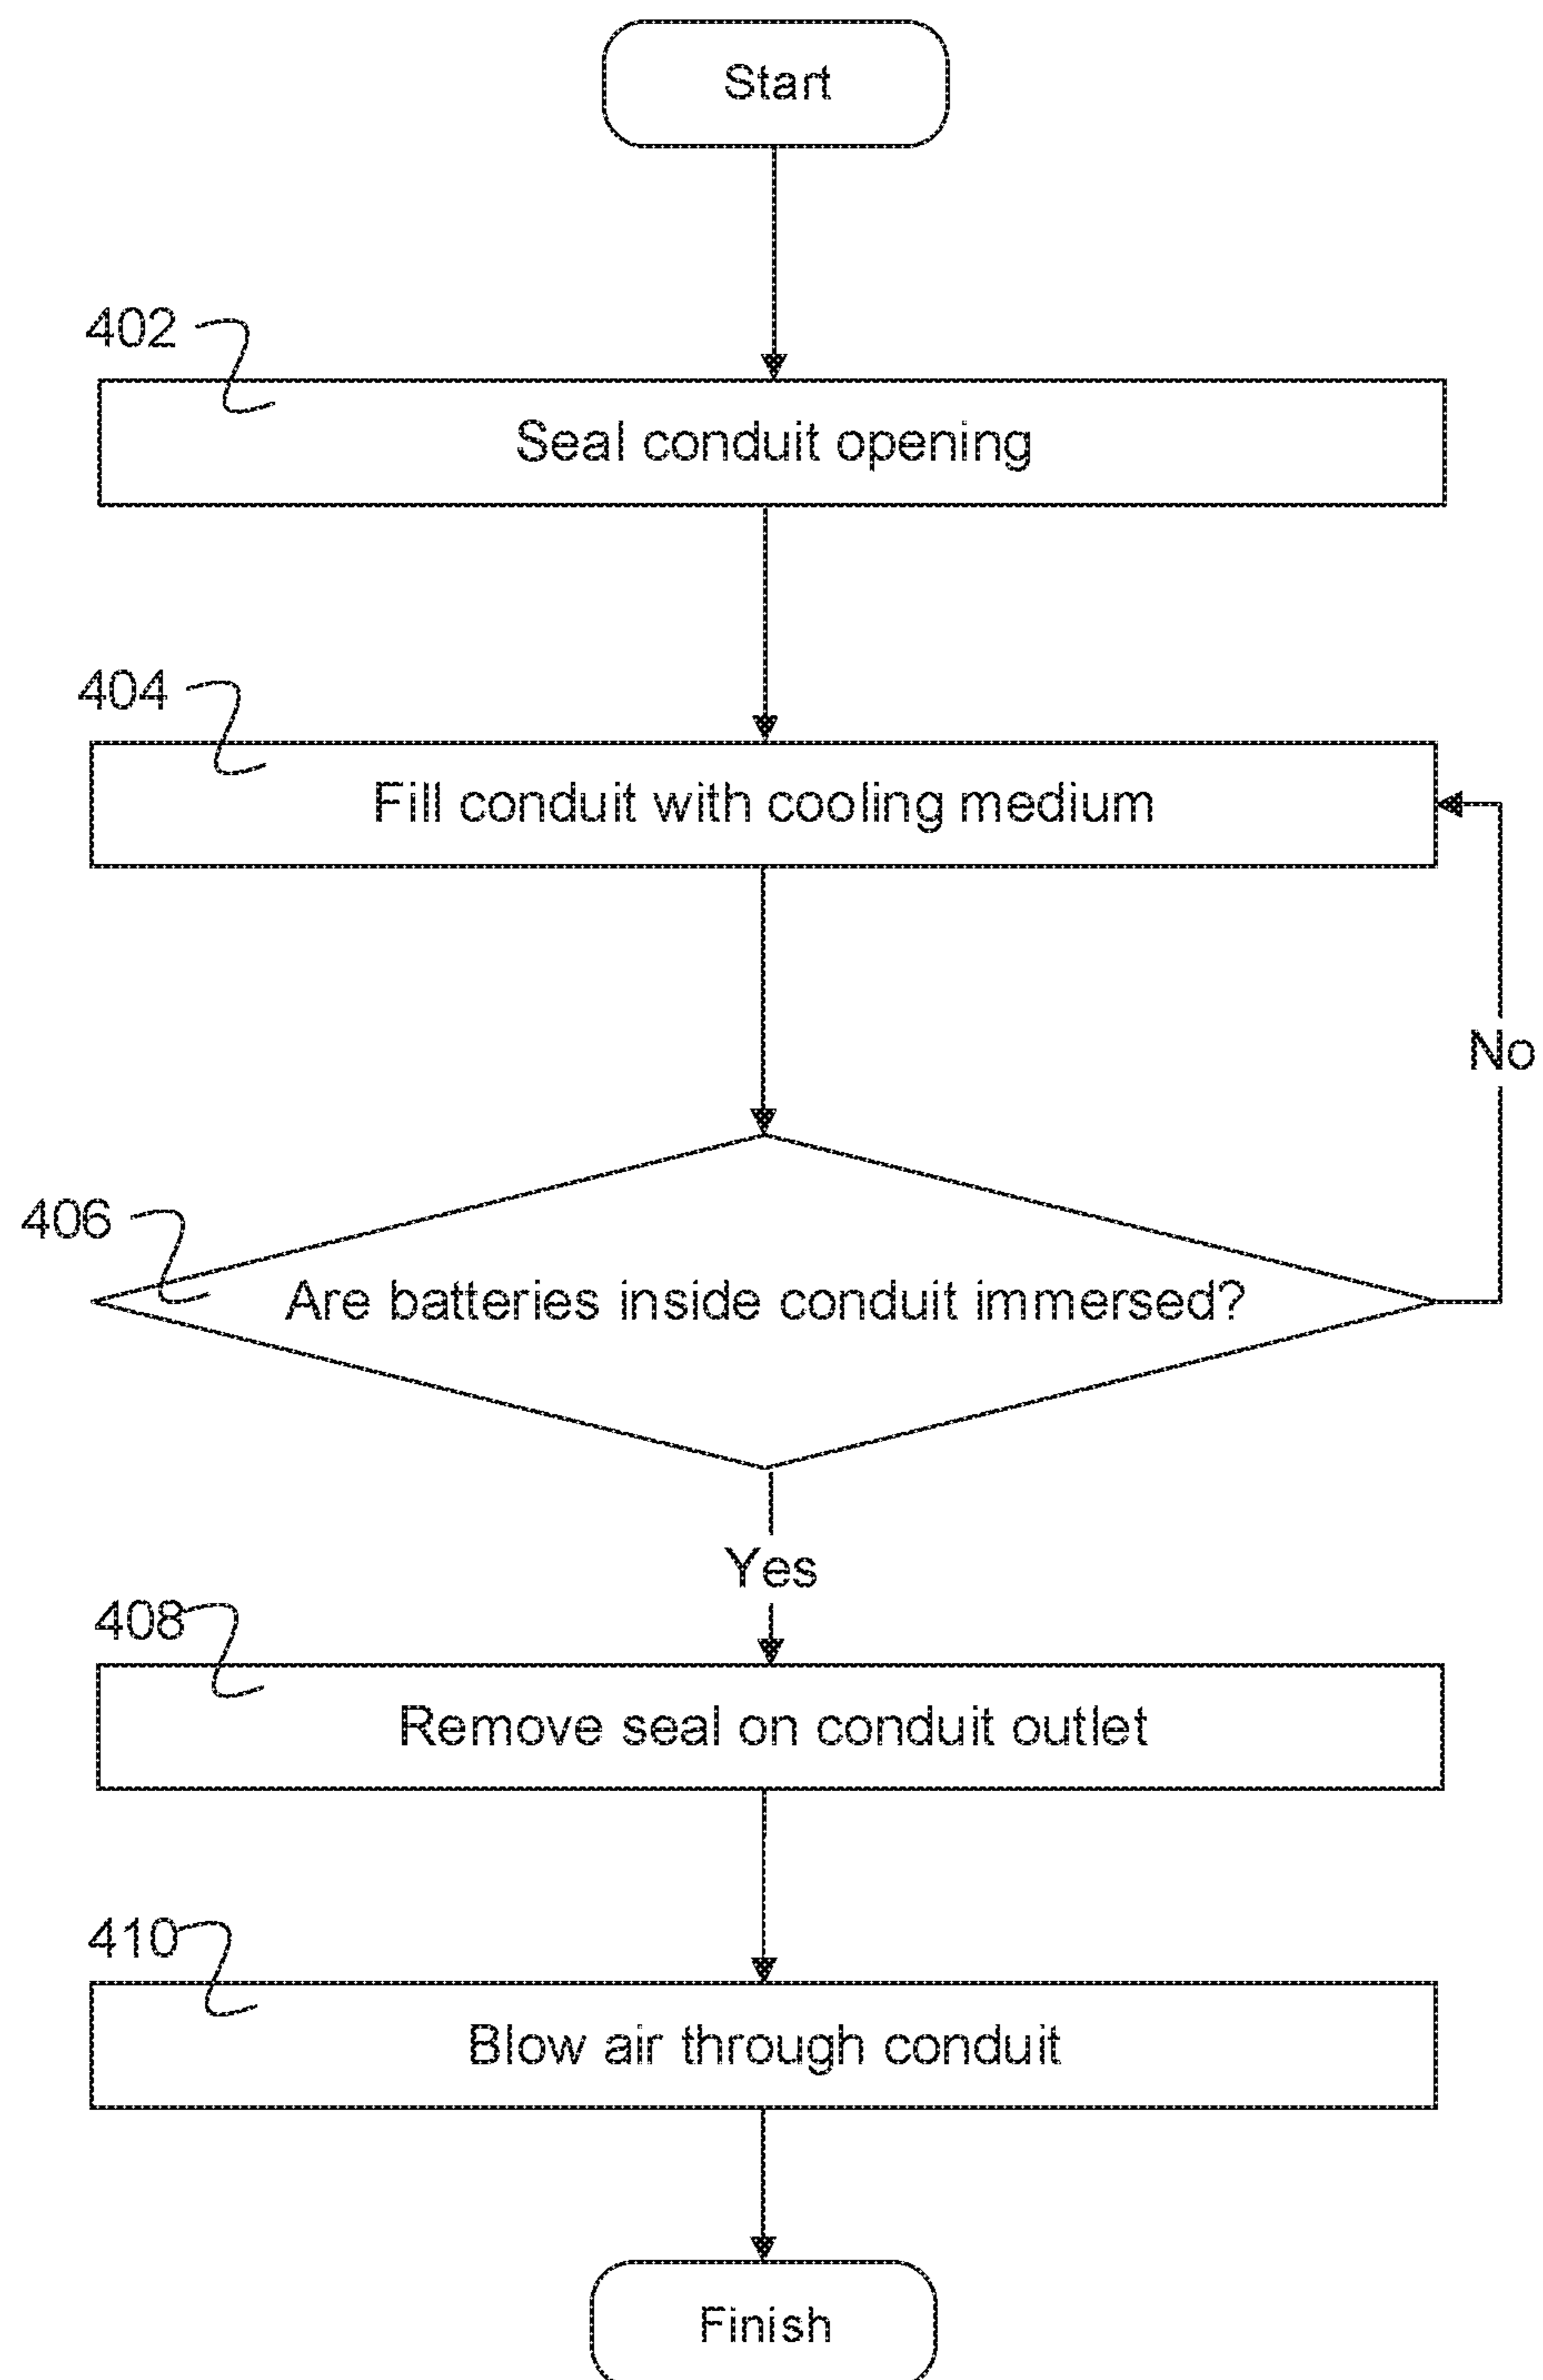 Start
402
Seal conduit opening
404
Fill conduit with cooling medium
No
406
Are batteries inside conduit immersed?
Yes
408
Remove seal on conduit outlet
410
Blow air through conduit
Finish